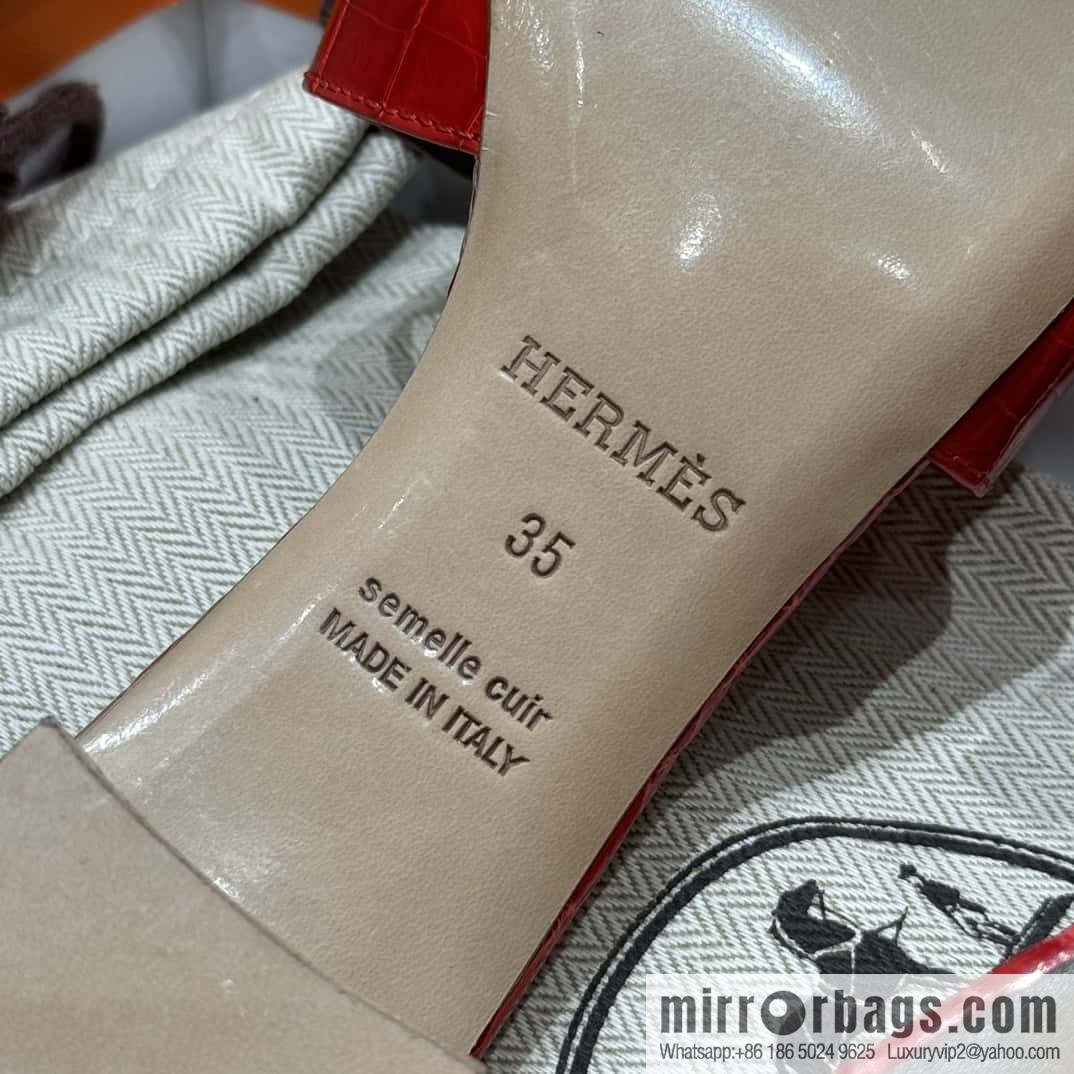 HERMÈS
35
semelle cuir
MADE IN ITALY
mirrorbags.com
Whatsapp:+86 186 5024 9625 Luxuryvip2@yahoo.com